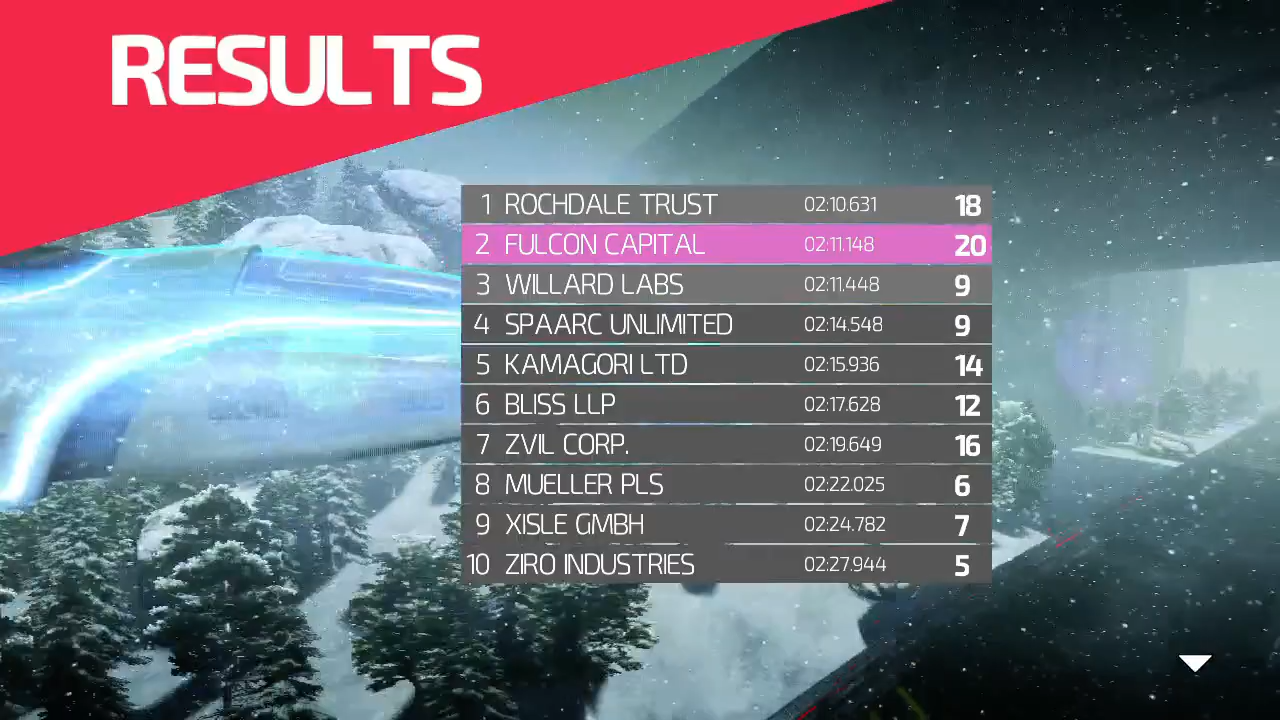 RESULTS
1 ROCHDALE TRUST 02:10.631 18
2 FULCON CAPITAL 02:11.148 20
3 WILLARD LABS 02:11.448 9
4 SPAARC UNLIMITED 02:14.548 9
5 KAMAGORI LTD 02:15.936 14
6 BLISS LLP 02:17.628 12
7 ZVIL CORP. 02:19.649 16
8 MUELLER PLS 02:22.025 6
9 XISLE GMBH 02:24.782 7
10 ZIRO INDUSTRIES 02:27.944 5